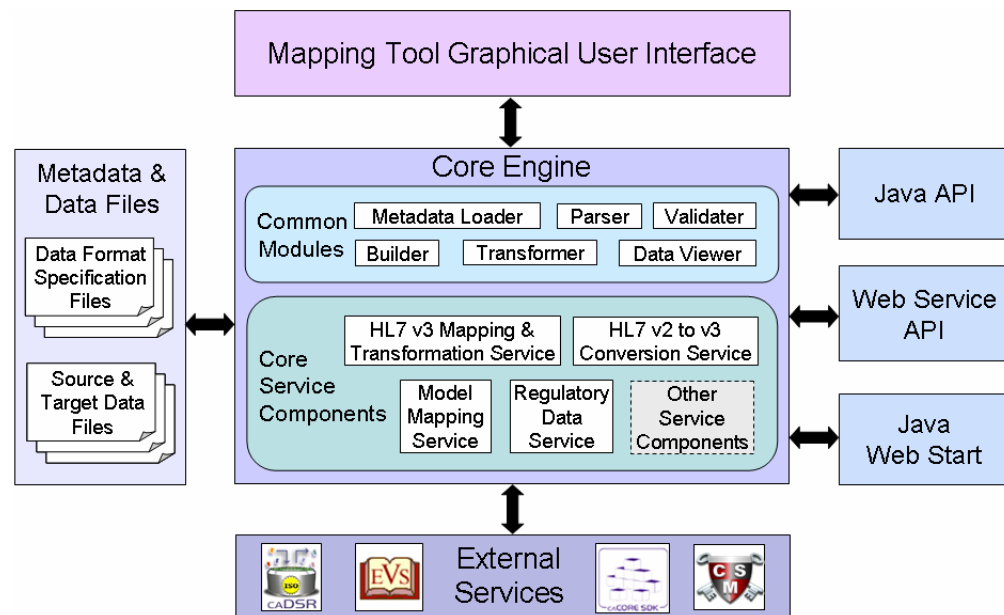 Mapping Tool Graphical User Interface
Metadata &
Data Files
Data Format
Specification
Files
Source &
Target Data
Files
Core Engine
Common
Modules
Metadata Loader
Parser
Validater
Builder
Transformer
Data Viewer
Core
Service
Components
HL7 v3 Mapping &
Transformation Service
HL7 v2 to v3
Conversion Service
Model
Mapping
Service
Regulatory
Data
Service
Other
Service
Components
Java API
Web Service
API
Java
Web Start
External
Services
ISO
caDSR
EVS
caCORE SDK
C S
M